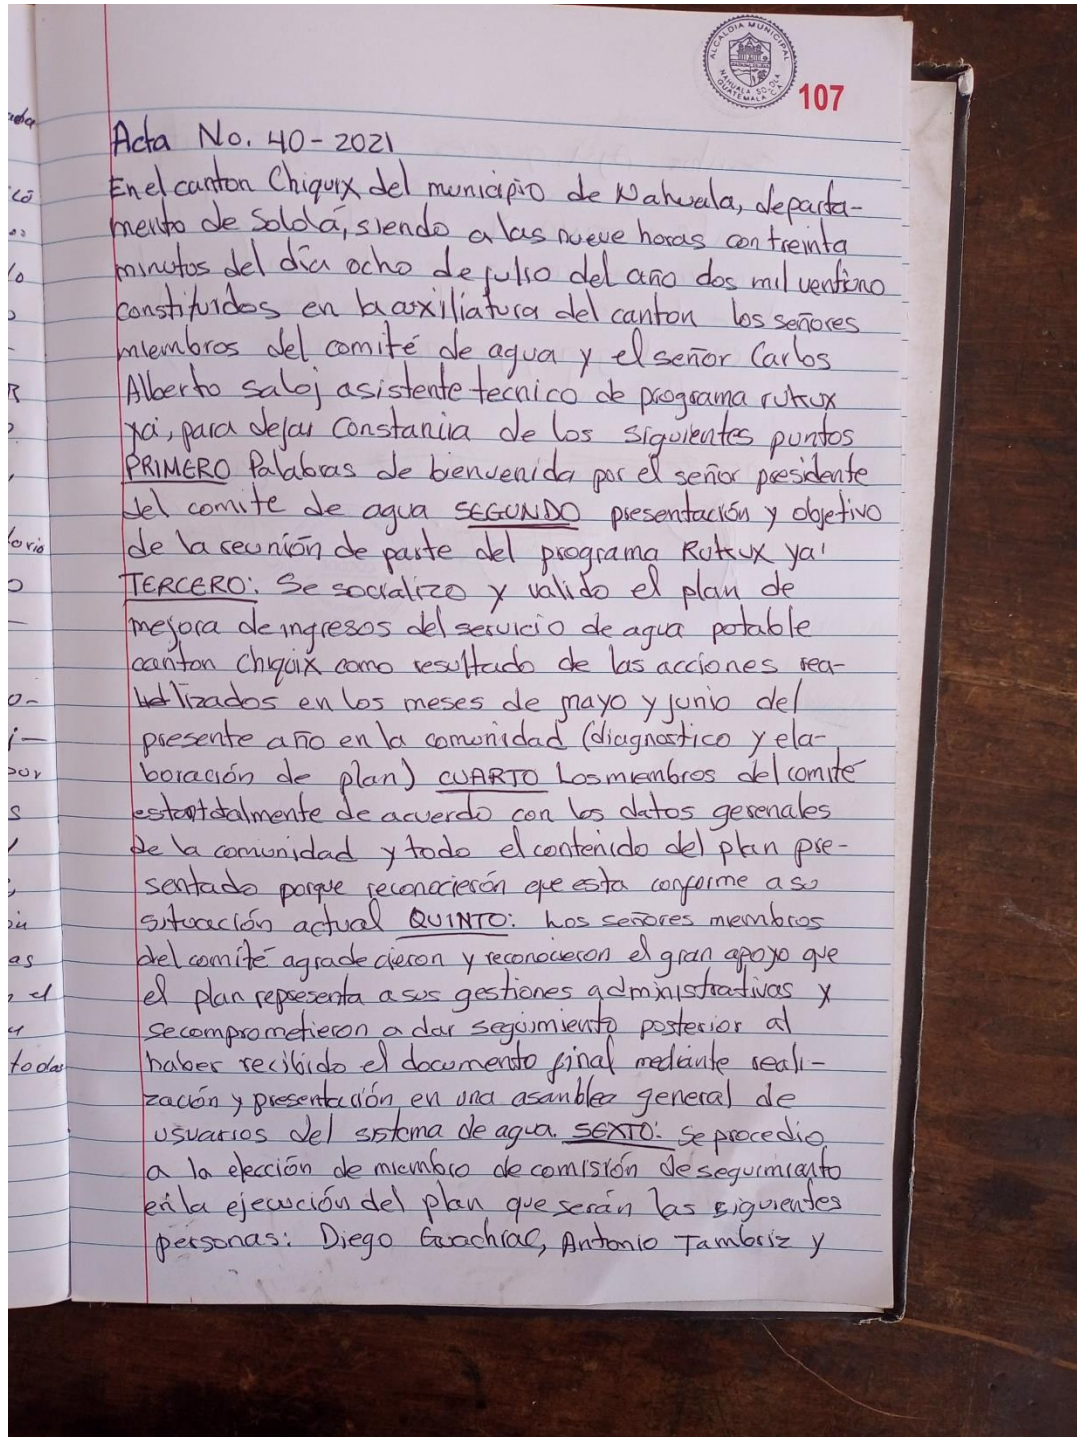 ALCALDIA MUNICIPAL
NAHUALA, SOLOLA
GUATEMALA C.A.
107
Acta No. 40-2021
En el canton Chiquix del municipio de Nahuala, departa-
mento de Sololá, siendo a las nueve horas con treinta
minutos del día ocho de julio del año dos mil ventiuno
constituidos en la auxiliatura del canton los señores
miembros del comité de agua y el señor Carlos
Alberto saloj asistente tecnico de programa rukux
ya', para dejar constancia de los siguientes puntos
PRIMERO Palabras de bienvenida por el señor presidente
del comite de agua SEGUNDO presentación y objetivo
de la reunión de parte del programa Rukux ya'
TERCERO: Se socializo y valido el plan de
mejora de ingresos del servicio de agua potable
canton Chiquix como resultado de las acciones rea-
lizados en los meses de mayo y junio del
presente año en la comunidad (diagnostico y ela-
boración de plan) CUARTO Los miembros del comité
estan totalmente de acuerdo con los datos gerenales
de la comunidad y todo el contenido del plan pre-
sentado porque reconocierón que esta conforme a su
situación actual QUINTO: Los señores miembros
del comité agradecieron y reconocieron el gran apoyo que
el plan representa a sus gestiones administrativas y
se comprometieron a dar seguimiento posterior al
haber recibido el documento final mediante reali-
zación y presentación en una asamblea general de
usuarios del sistema de agua. SEXTO: Se procedio
a la elección de miembro de comisión de seguimiento
en la ejecución del plan que serán las siguientes
personas: Diego Guachiac, Antonio Tambriz y